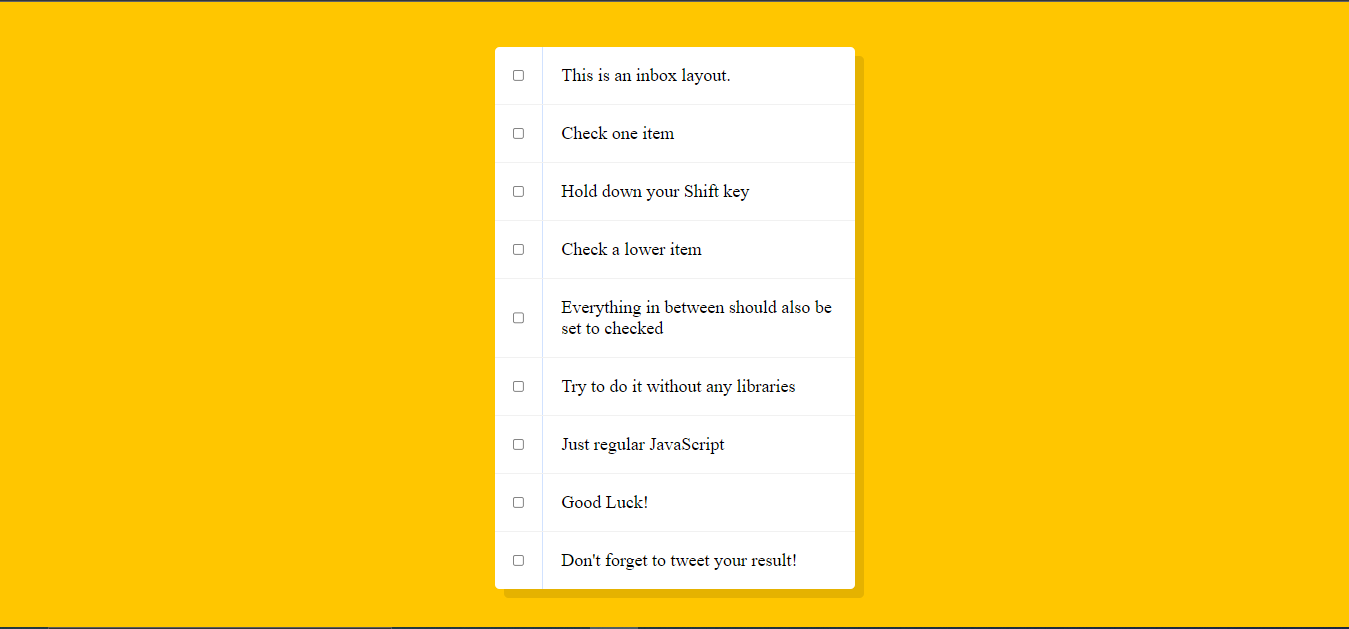 This is an inbox layout.
Check one item
Hold down your Shift key
Check a lower item
Everything in between should also be
set to checked
Try to do it without any libraries
Just regular JavaScript
Good Luck!
Don't forget to tweet your result!